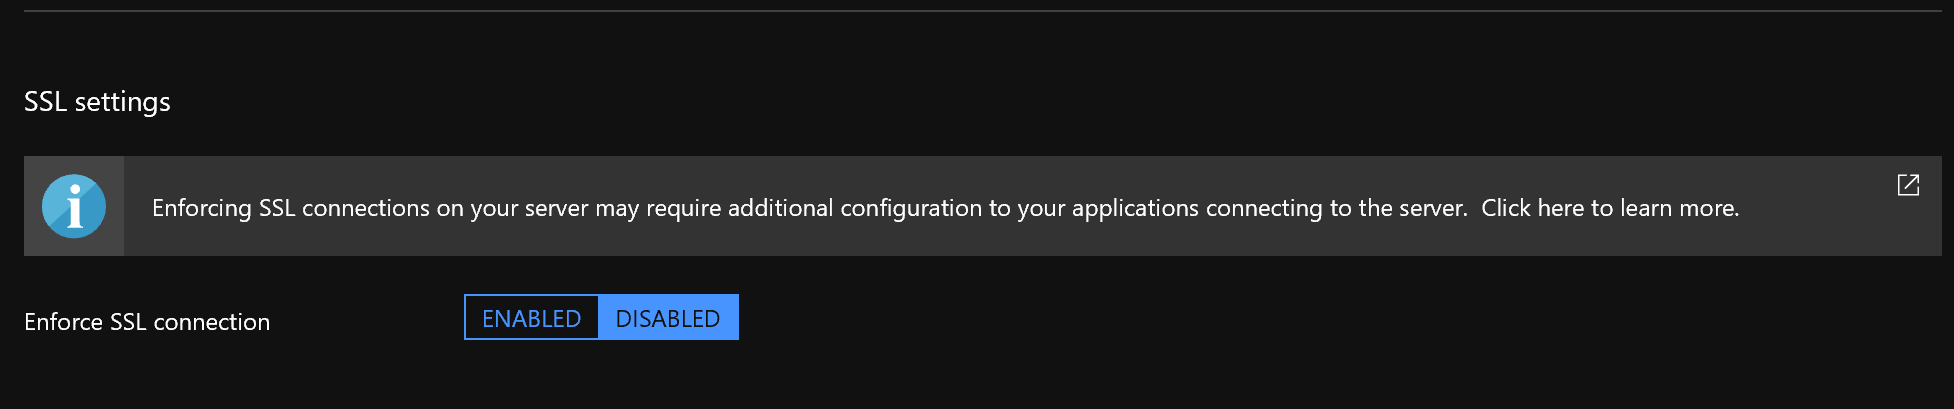 SSL settings
Enforcing SSL connections on your server may require additional configuration to your applications connecting to the server.  Click here to learn more.
Enforce SSL connection ENABLED DISABLED